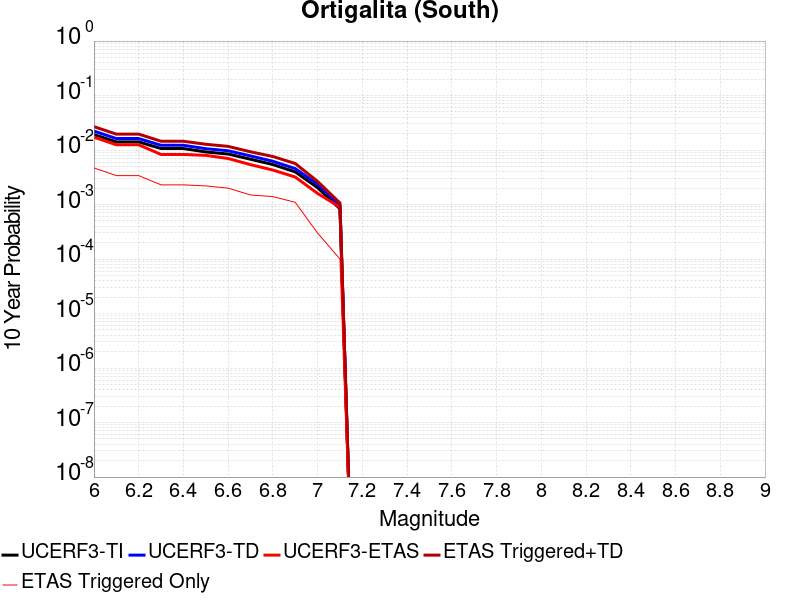 Ortigalita (South)
10 Year Probability
10^0
10^-1
10^-2
10^-3
10^-4
10^-5
10^-6
10^-7
10^-8
6 6.2 6.4 6.6 6.8 7 7.2 7.4 7.6 7.8 8 8.2 8.4 8.6 8.8 9
Magnitude
UCERF3-TI UCERF3-TD UCERF3-ETAS ETAS Triggered+TD
ETAS Triggered Only